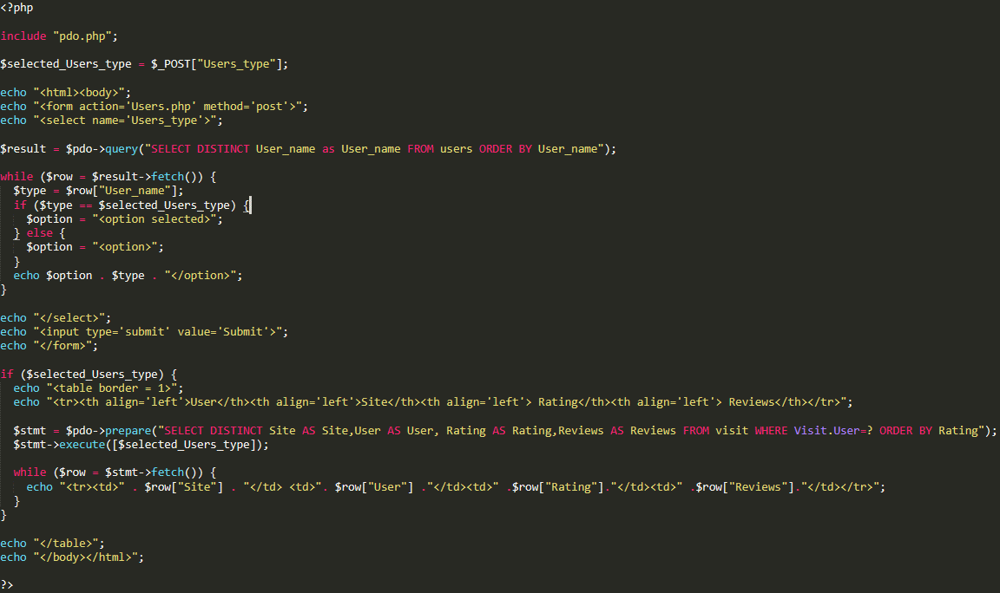 <?php
include "pdo.php";
$selected_Users_type = $_POST["Users_type"];
echo "<html><body>";
echo "<form action='Users.php' method='post'>";
echo "<select name='Users_type'>";
$result = $pdo->query("SELECT DISTINCT User_name as User_name FROM users ORDER BY User_name");
while ($row = $result->fetch()) {
$type = $row["User_name"];
if ($type == $selected_Users_type) {
$option = "<option selected>";
} else {
$option = "<option>";
}
echo $option . $type . "</option>";
}
echo "</select>";
echo "<input type='submit' value='Submit'>";
echo "</form>";
if ($selected_Users_type) {
echo "<table border = 1>";
echo "<tr><th align='left'>User</th><th align='left'>Site</th><th align='left'> Rating</th><th align='left'> Reviews</th></tr>";
$stmt = $pdo->prepare("SELECT DISTINCT Site AS Site,User AS User, Rating AS Rating,Reviews AS Reviews FROM visit WHERE Visit.User=? ORDER BY Rating");
$stmt->execute([$selected_Users_type]);
while ($row = $stmt->fetch()) {
echo "<tr><td>" . $row["Site"] . "</td> <td>". $row["User"] ."</td><td>" .$row["Rating"]."</td><td>" .$row["Reviews"]."</td></tr>";
}
}
echo "</table>";
echo "</body></html>";
?>